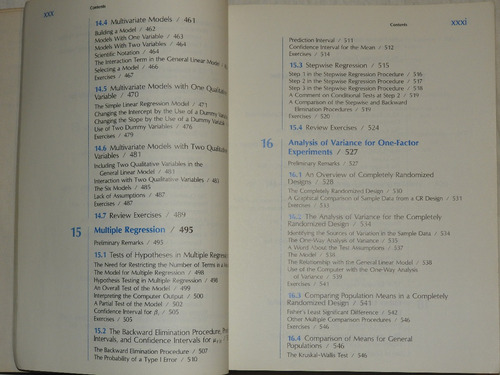 xxx
Contents
14.4 Multivariate Models / 461
Building a Model / 462
Models With One Variable / 463
Models With Two Variables / 464
Scientific Notation / 464
The Interaction Term in the General Linear Model
Selecting a Model / 466
Exercises / 467
14.5 Multivariate Models with One Qualitative
Variable / 470
The Simple Linear Regression Model / 471
Changing the Intercept by the Use of a Dummy
Changing the Slope by the Use of a Dummy
Use of Two Dummy Variables / 476
Exercises / 479
14.6 Multivariate Models with Two Qualitative
Variables / 481
Including Two Qualitative Variables in the
General Linear Model / 481
Interaction with Two Qualitative Variables
The Six Models / 485
Lack of Assumptions / 487
Exercises / 487
14.7 Review Exercises / 489
15 Multiple Regression / 495
Preliminary Remarks / 495
15.1 Tests of Hypotheses in Multiple Regression
The Need for Restricting the Number of Terms in a
The Model for Multiple Regression / 498
Hypothesis Testing in Multiple Regression / 498
An Overall Test of the Model / 499
Interpreting the Computer Output / 500
A Partial Test of the Model / 502
Confidence Interval for βi / 505
Exercises / 505
15.2 The Backward Elimination Procedure,
Intervals, and Confidence Intervals for
The Backward Elimination Procedure / 507
The Probability of a Type I Error / 510
Contents
xxxi
Prediction Interval / 511
Confidence Interval for the Mean / 512
Exercises / 514
15.3 Stepwise Regression / 515
Step 1 in the Stepwise Regression Procedure / 516
Step 2 in the Stepwise Regression Procedure / 517
Step 3 in the Stepwise Regression Procedure / 518
A Comment on Conditional Tests at Step 2 / 519
A Comparison of the Stepwise and Backward
Elimination Procedures / 519
Exercises / 520
15.4 Review Exercises / 524
16 Analysis of Variance for One-Factor
Experiments / 527
Preliminary Remarks / 527
16.1 An Overview of Completely Randomized
Designs / 528
The Completely Randomized Design / 530
A Graphical Comparison of Sample Data from a CR Design / 531
Exercises / 533
16.2 The Analysis of Variance for the Completely
Randomized Design / 534
Identifying the Sources of Variation in the Sample Data / 534
The One-Way Analysis of Variance / 535
A Word About the Test Assumptions / 537
The Model / 538
The Relationship with the General Linear Model / 538
Use of the Computer with the One-Way Analysis
of Variance / 539
Exercises / 541
16.3 Comparing Population Means in a Completely
Randomized Design / 541
Fisher's Least Significant Difference / 542
Other Multiple Comparison Procedures / 546
Exercises / 546
16.4 Comparison of Means for General
Populations / 546
The Kruskal-Wallis Test / 546